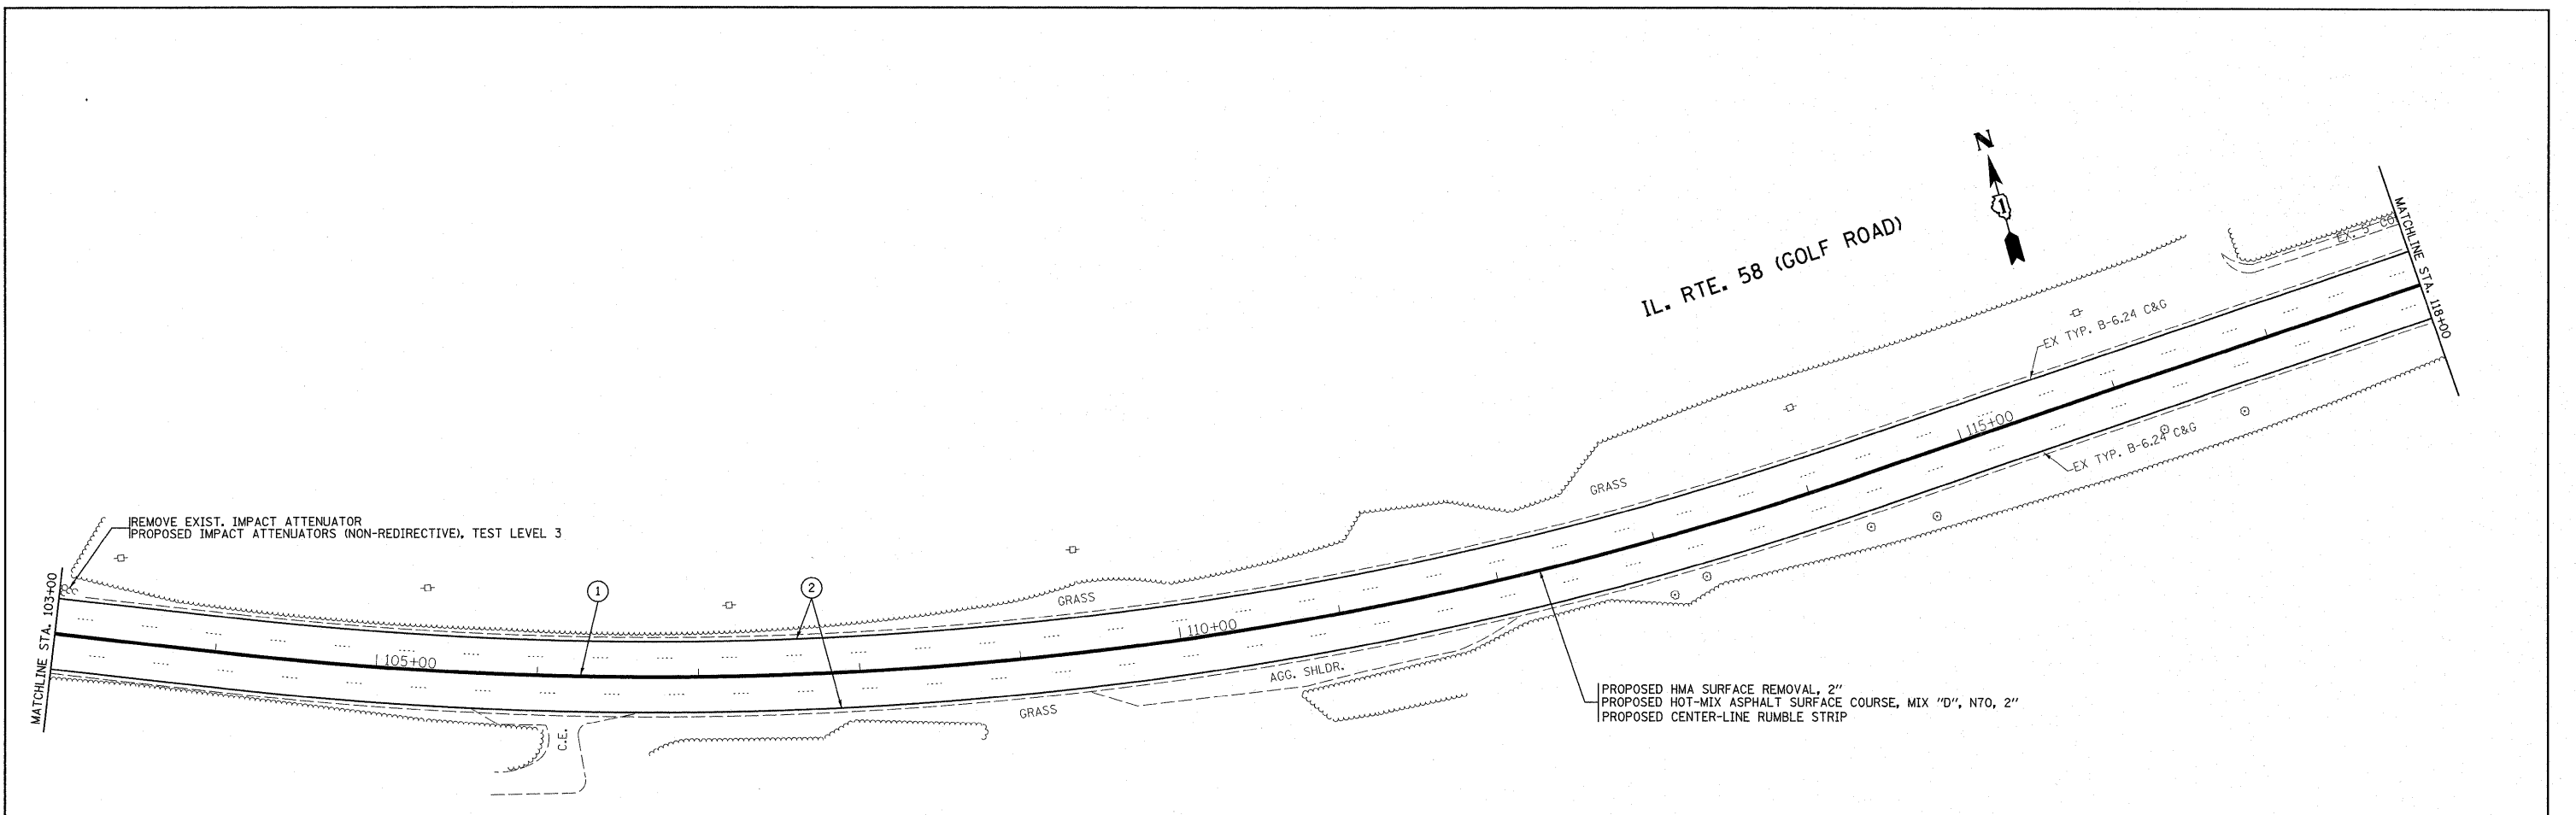 N
1
IL. RTE. 58 (GOLF ROAD)
MATCHLINE STA. 118+00
EX TYP. B-6.24 C&G
115+00
EX TYP. B-6.24 C&G
GRASS
REMOVE EXIST. IMPACT ATTENUATOR
PROPOSED IMPACT ATTENUATORS (NON-REDIRECTIVE), TEST LEVEL 3
MATCHLINE STA. 103+00
1
2
GRASS
110+00
105+00
AGG. SHLDR.
GRASS
C.E.
PROPOSED HMA SURFACE REMOVAL, 2"
PROPOSED HOT-MIX ASPHALT SURFACE COURSE, MIX "D", N70, 2"
PROPOSED CENTER-LINE RUMBLE STRIP